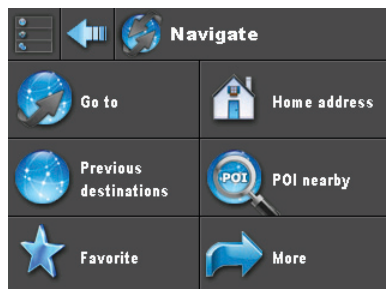 Navigate
Go to
Home address
Previous
destinations
POI
POI nearby
Favorite
More